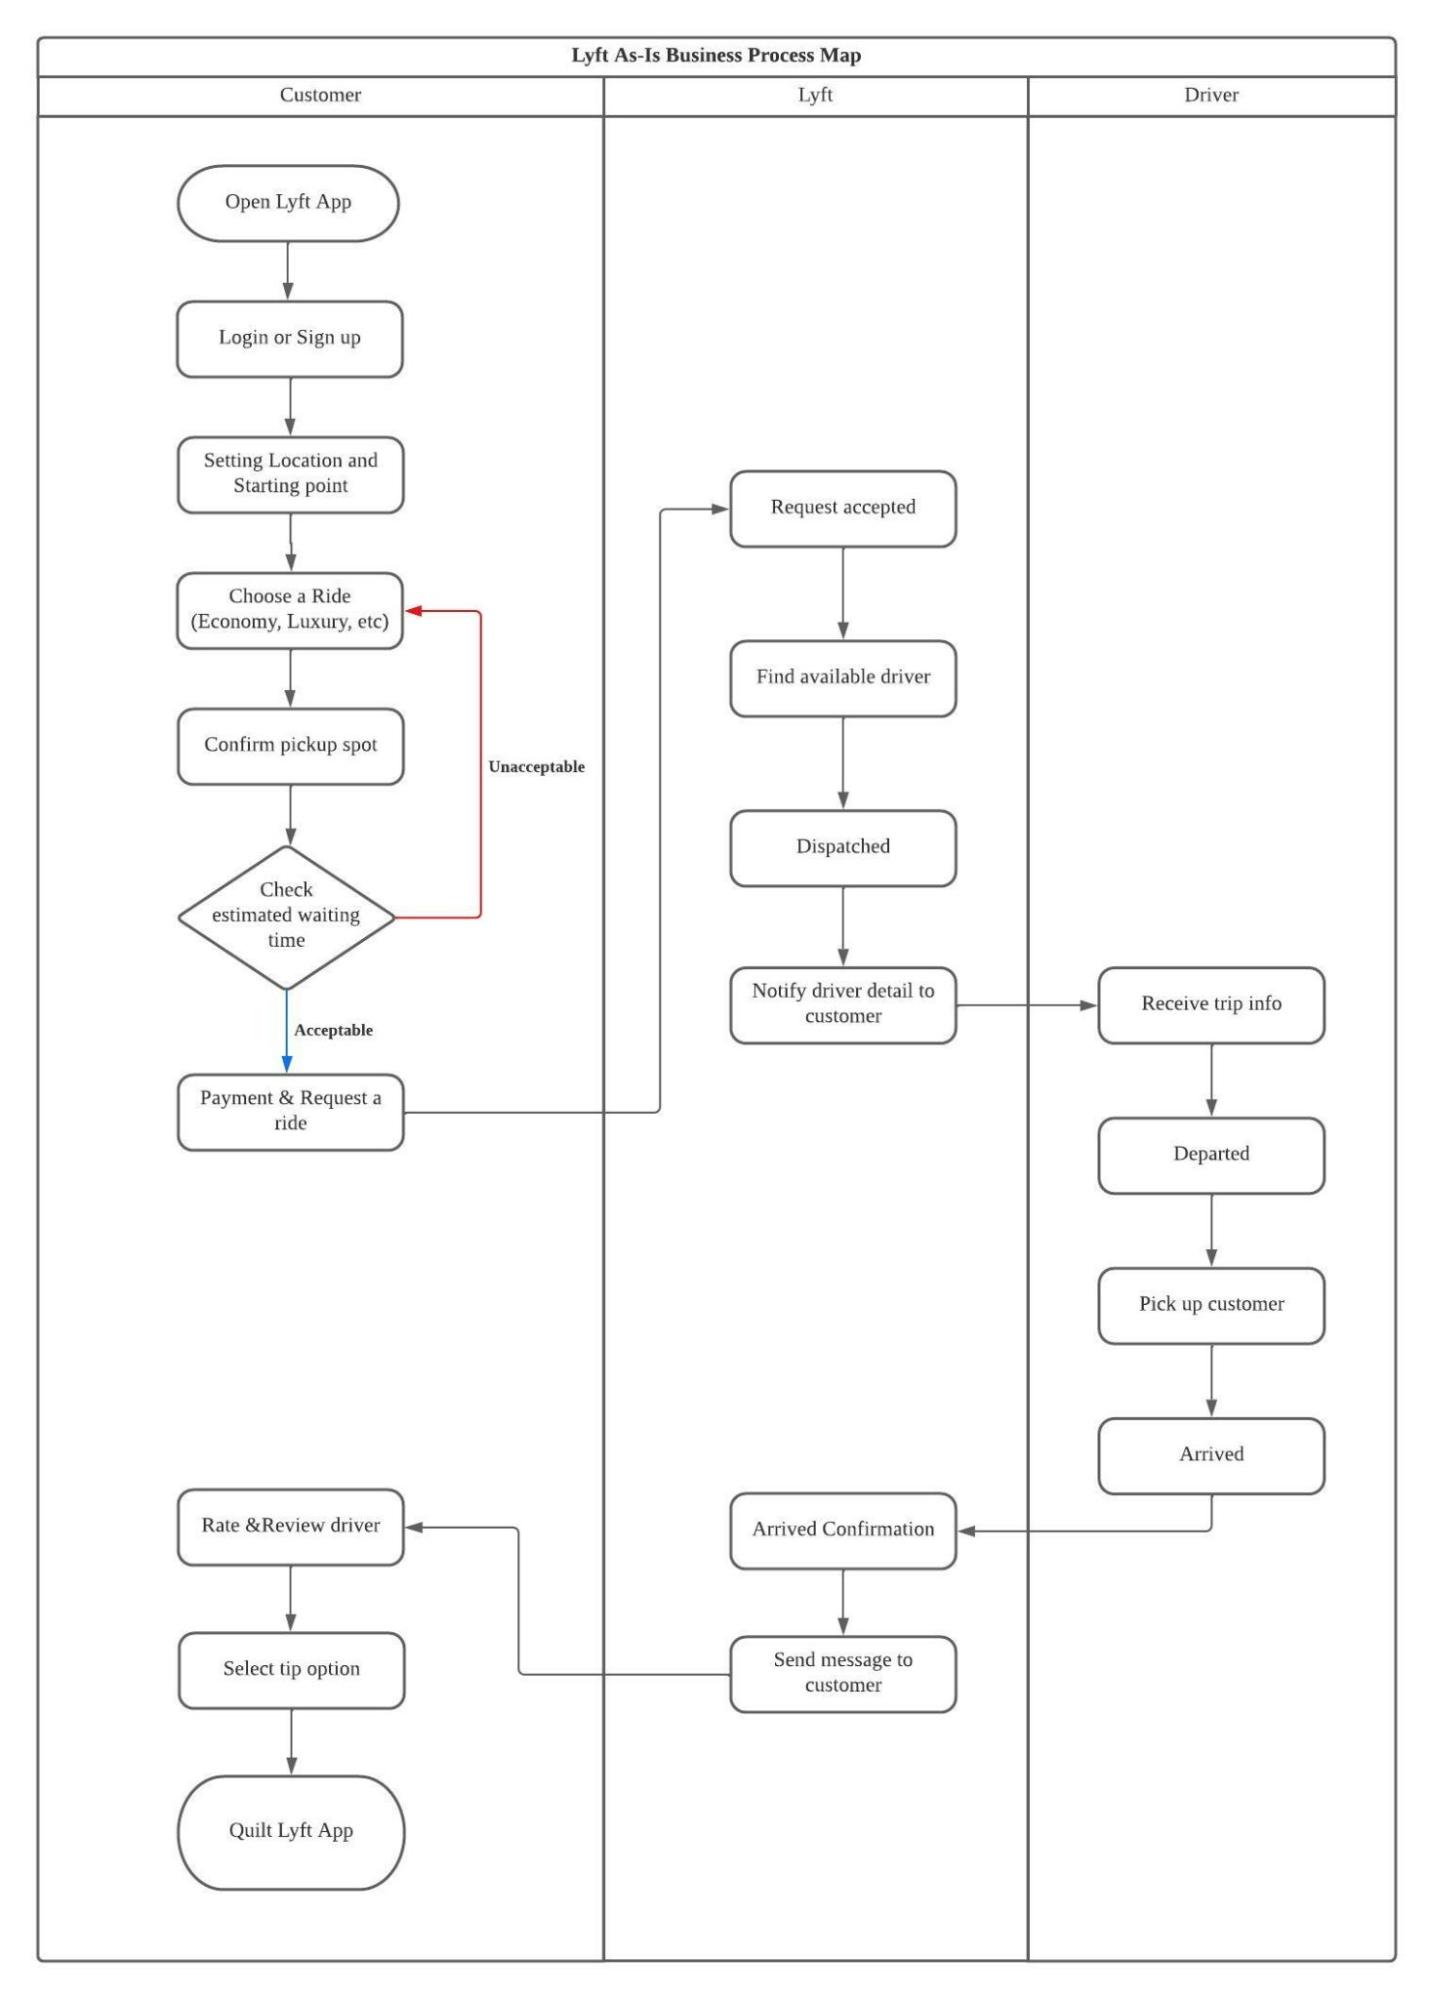 Lyft As-Is Business Process Map
Customer
Lyft
Driver
Open Lyft App
Login or Sign up
Setting Location and
Starting point
Choose a Ride
(Economy, Luxury, etc)
Confirm pickup spot
Unacceptable
Check
estimated waiting
time
Acceptable
Payment & Request a
ride
Request accepted
Find available driver
Dispatched
Notify driver detail to
customer
Receive trip info
Departed
Pick up customer
Arrived
Arrived Confirmation
Send message to
customer
Rate &Review driver
Select tip option
Quilt Lyft App